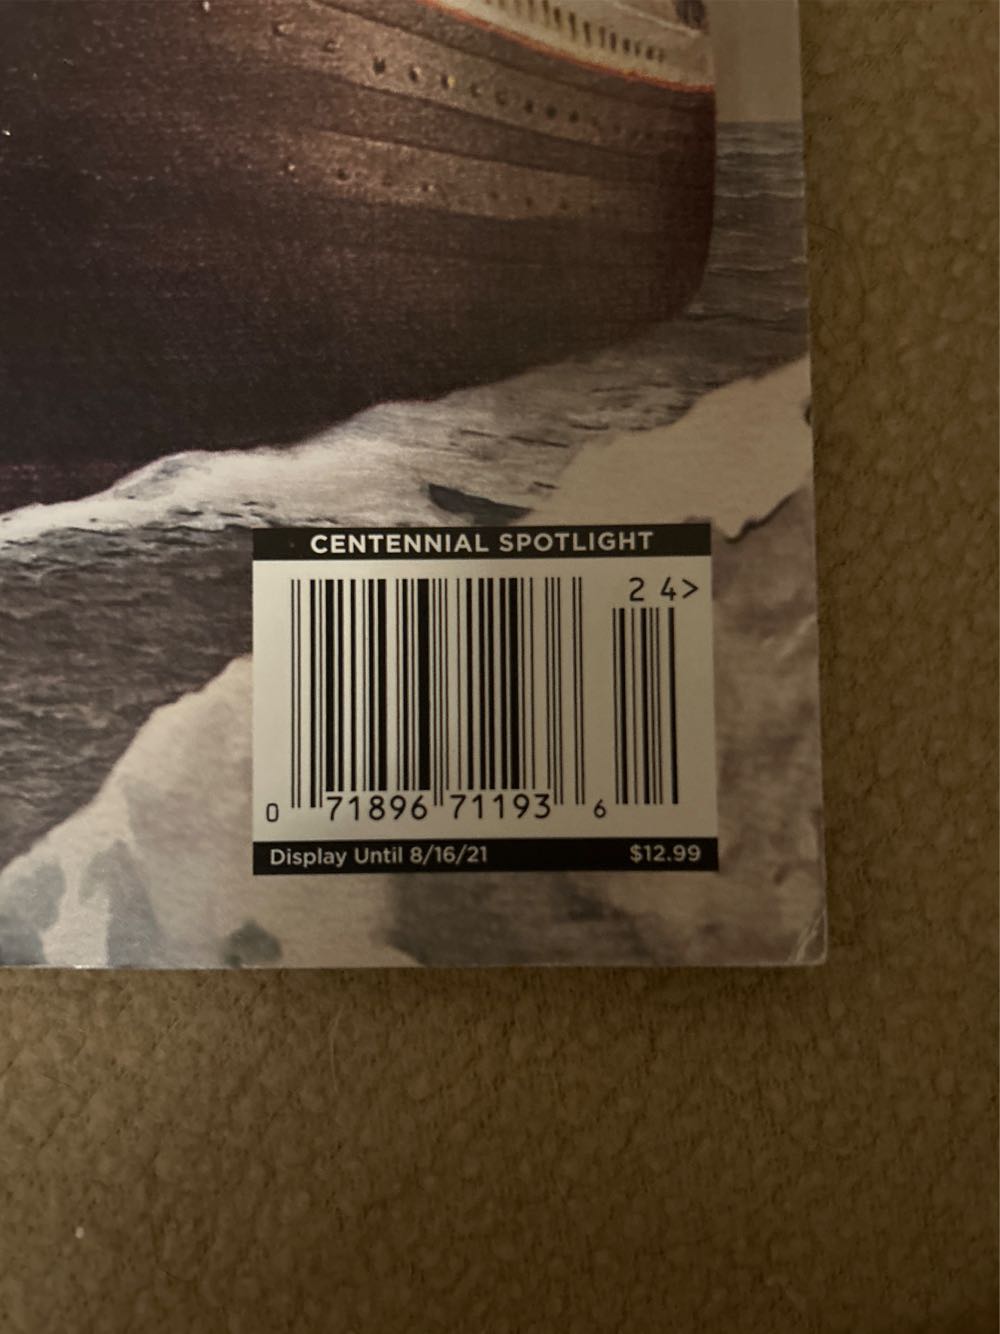 CENTENNIAL SPOTLIGHT
2 4>
0 71896 71193 6
Display Until 8/16/21 $12.99